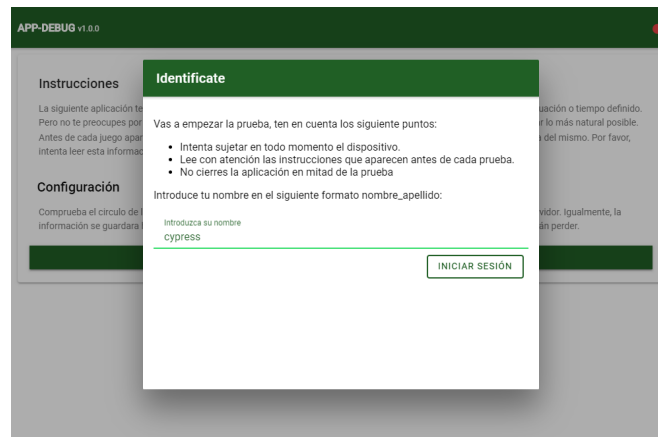 APP-DEBUG v1.0.0
Identificate
Instrucciones
La siguiente aplicación te
uación o tiempo definido.
Vas a empezar la prueba, ten en cuenta los siguiente puntos:
Pero no te preocupes por
r lo más natural posible.
Antes de cada juego apar
del mismo. Por favor,
intenta leer esta informac
• Intenta sujetar en todo momento el dispositivo.
• Lee con atención las instrucciones que aparecen antes de cada prueba.
• No cierres la aplicación en mitad de la prueba
Configuración
Introduce tu nombre en el siguiente formato nombre_apellido:
Comprueba el circulo de l
vidor. Igualmente, la
información se guardara
án perder.
Introduzca su nombre
cypress
INICIAR SESIÓN